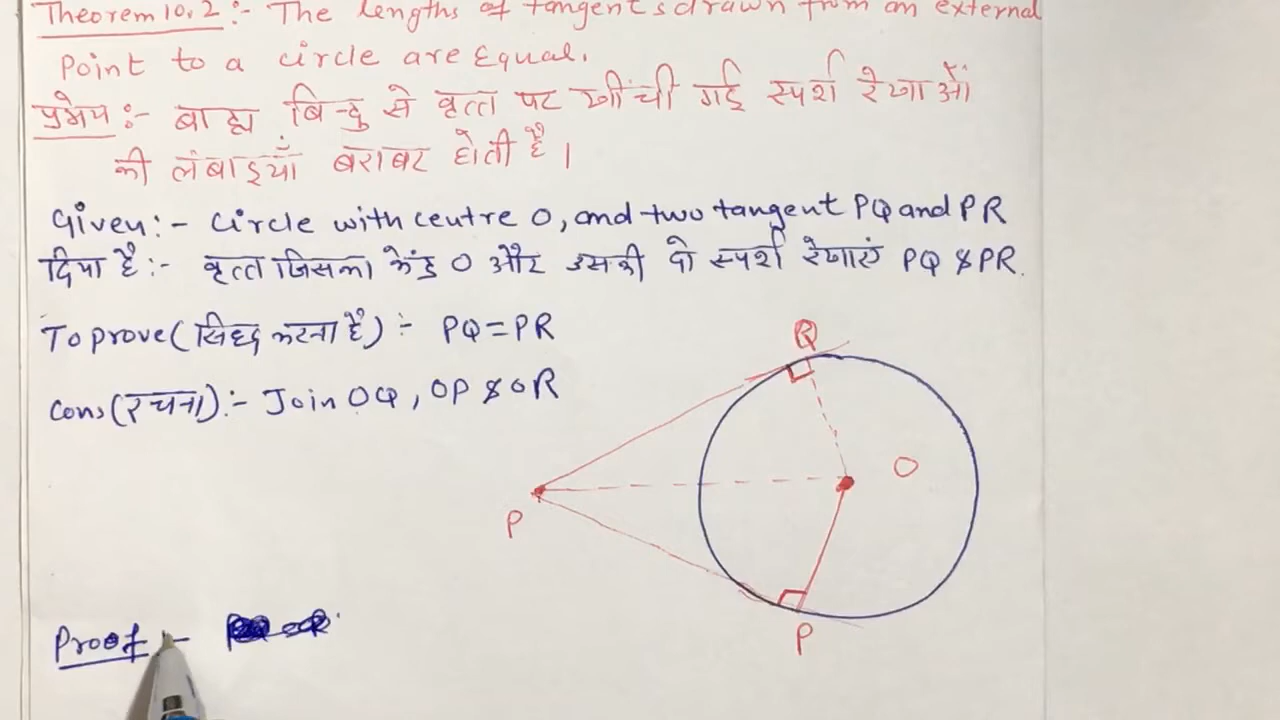 Theorem 10.2:- The lengths of tangents drawn from an external
Point to a circle are Equal.
प्रमेय:- बाह्य बिन्दु से वृत्त पर खींची गई स्पर्श रेखाओं
की लंबाइयाँ बराबर होती है।
Given:- circle with centre O, and two tangent PQ and PR
दिया है:- वृत्त जिसका केंद्र O और उसकी दो स्पर्श रेखाएं PQ & PR.
To prove (सिद्ध करना है):- PQ=PR
Cons (रचना):- Join OQ, OP & OR
Q
O
P
P
Proof:-